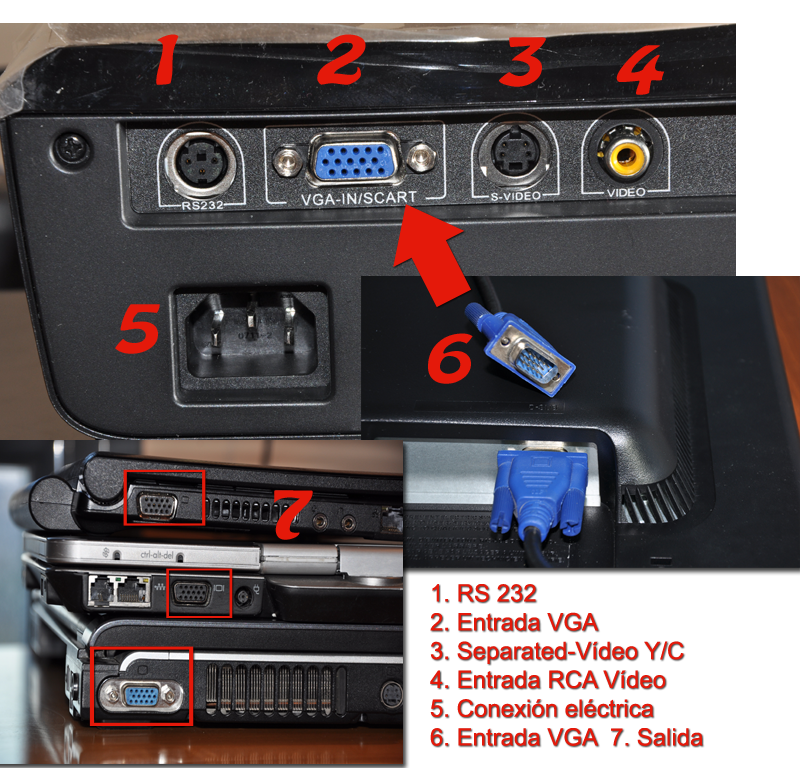 1 2 3 4
RS232 VGA-IN/SCART S-VIDEO VIDEO
5
6
7
ctrl-alt-del
1. RS 232
2. Entrada VGA
3. Separated-Vídeo Y/C
4. Entrada RCA Vídeo
5. Conexión eléctrica
6. Entrada VGA 7. Salida